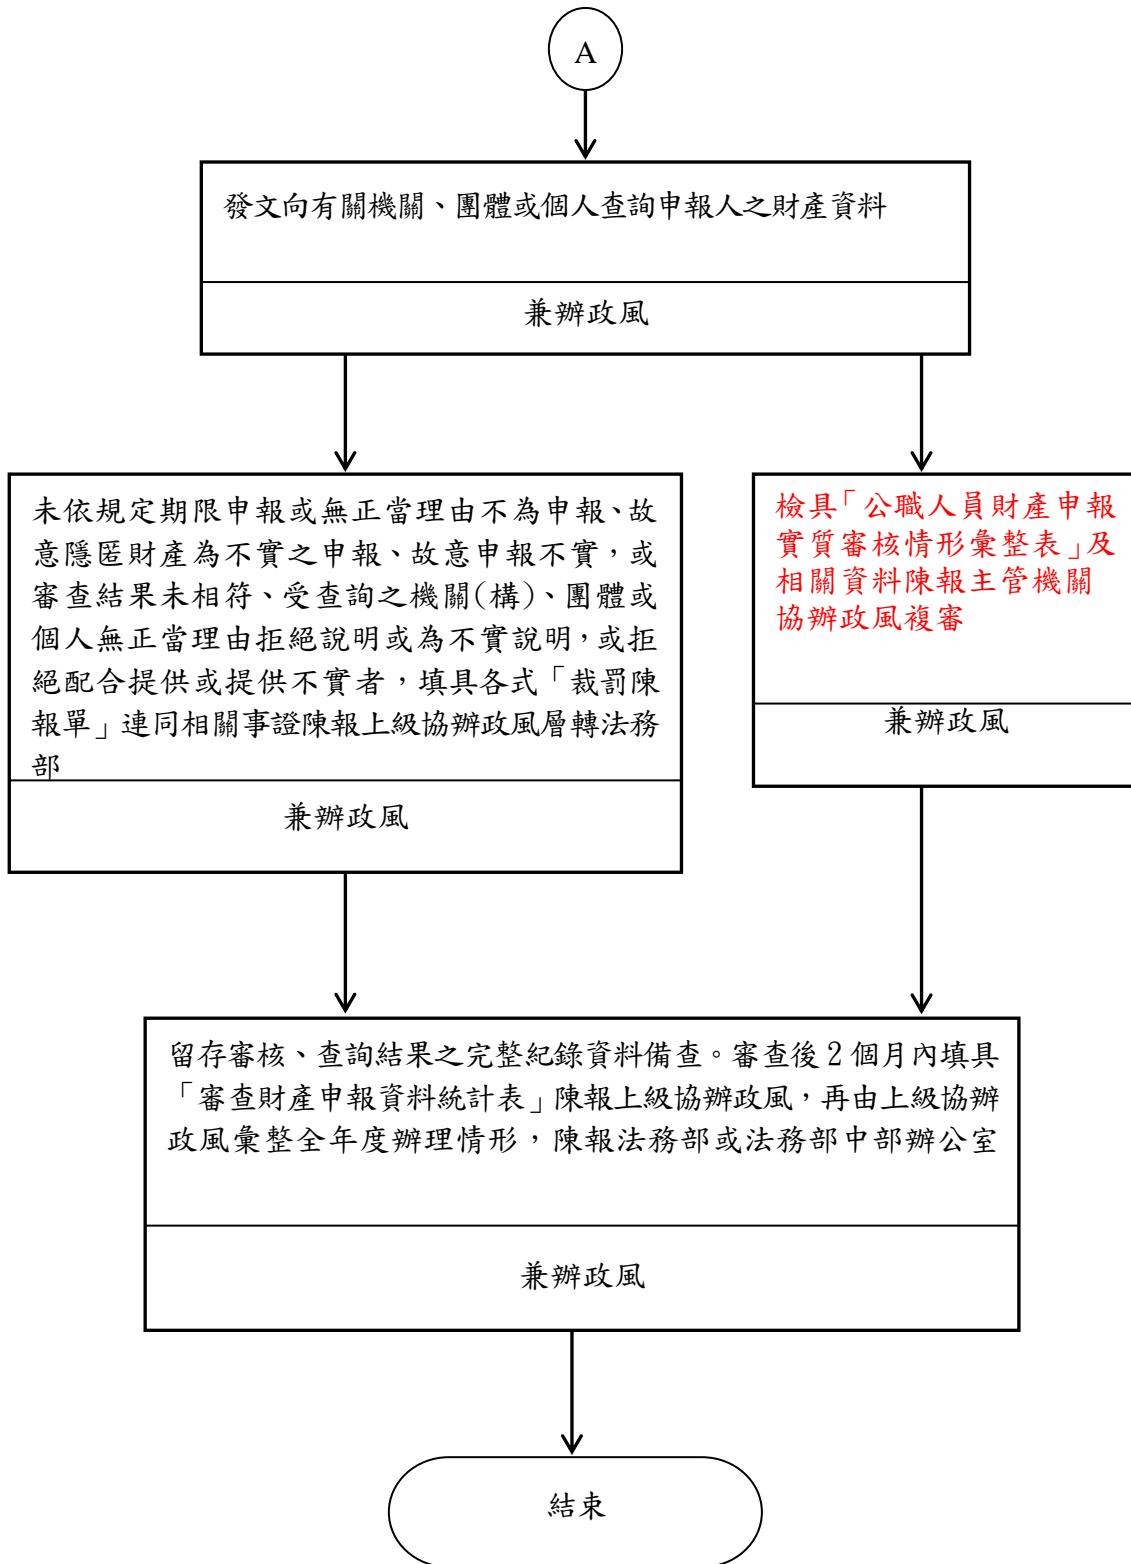 A
發文向有關機關、團體或個人查詢申報人之財產資料
兼辦政風
未依規定期限申報或無正當理由不為申報、故
意隱匿財產為不實之申報、故意申報不實，或
審查結果未相符、受查詢之機關(構)、團體或
個人無正當理由拒絕說明或為不實說明，或拒
絕配合提供或提供不實者，填具各式「裁罰陳
報單」連同相關事證陳報上級協辦政風層轉法務
部
兼辦政風
檢具「公職人員財產申報
實質審核情形彙整表」及
相關資料陳報主管機關
協辦政風複審
兼辦政風
留存審核、查詢結果之完整紀錄資料備查。審查後 2 個月內填具
「審查財產申報資料統計表」陳報上級協辦政風，再由上級協辦
政風彙整全年度辦理情形，陳報法務部或法務部中部辦公室
兼辦政風
結束